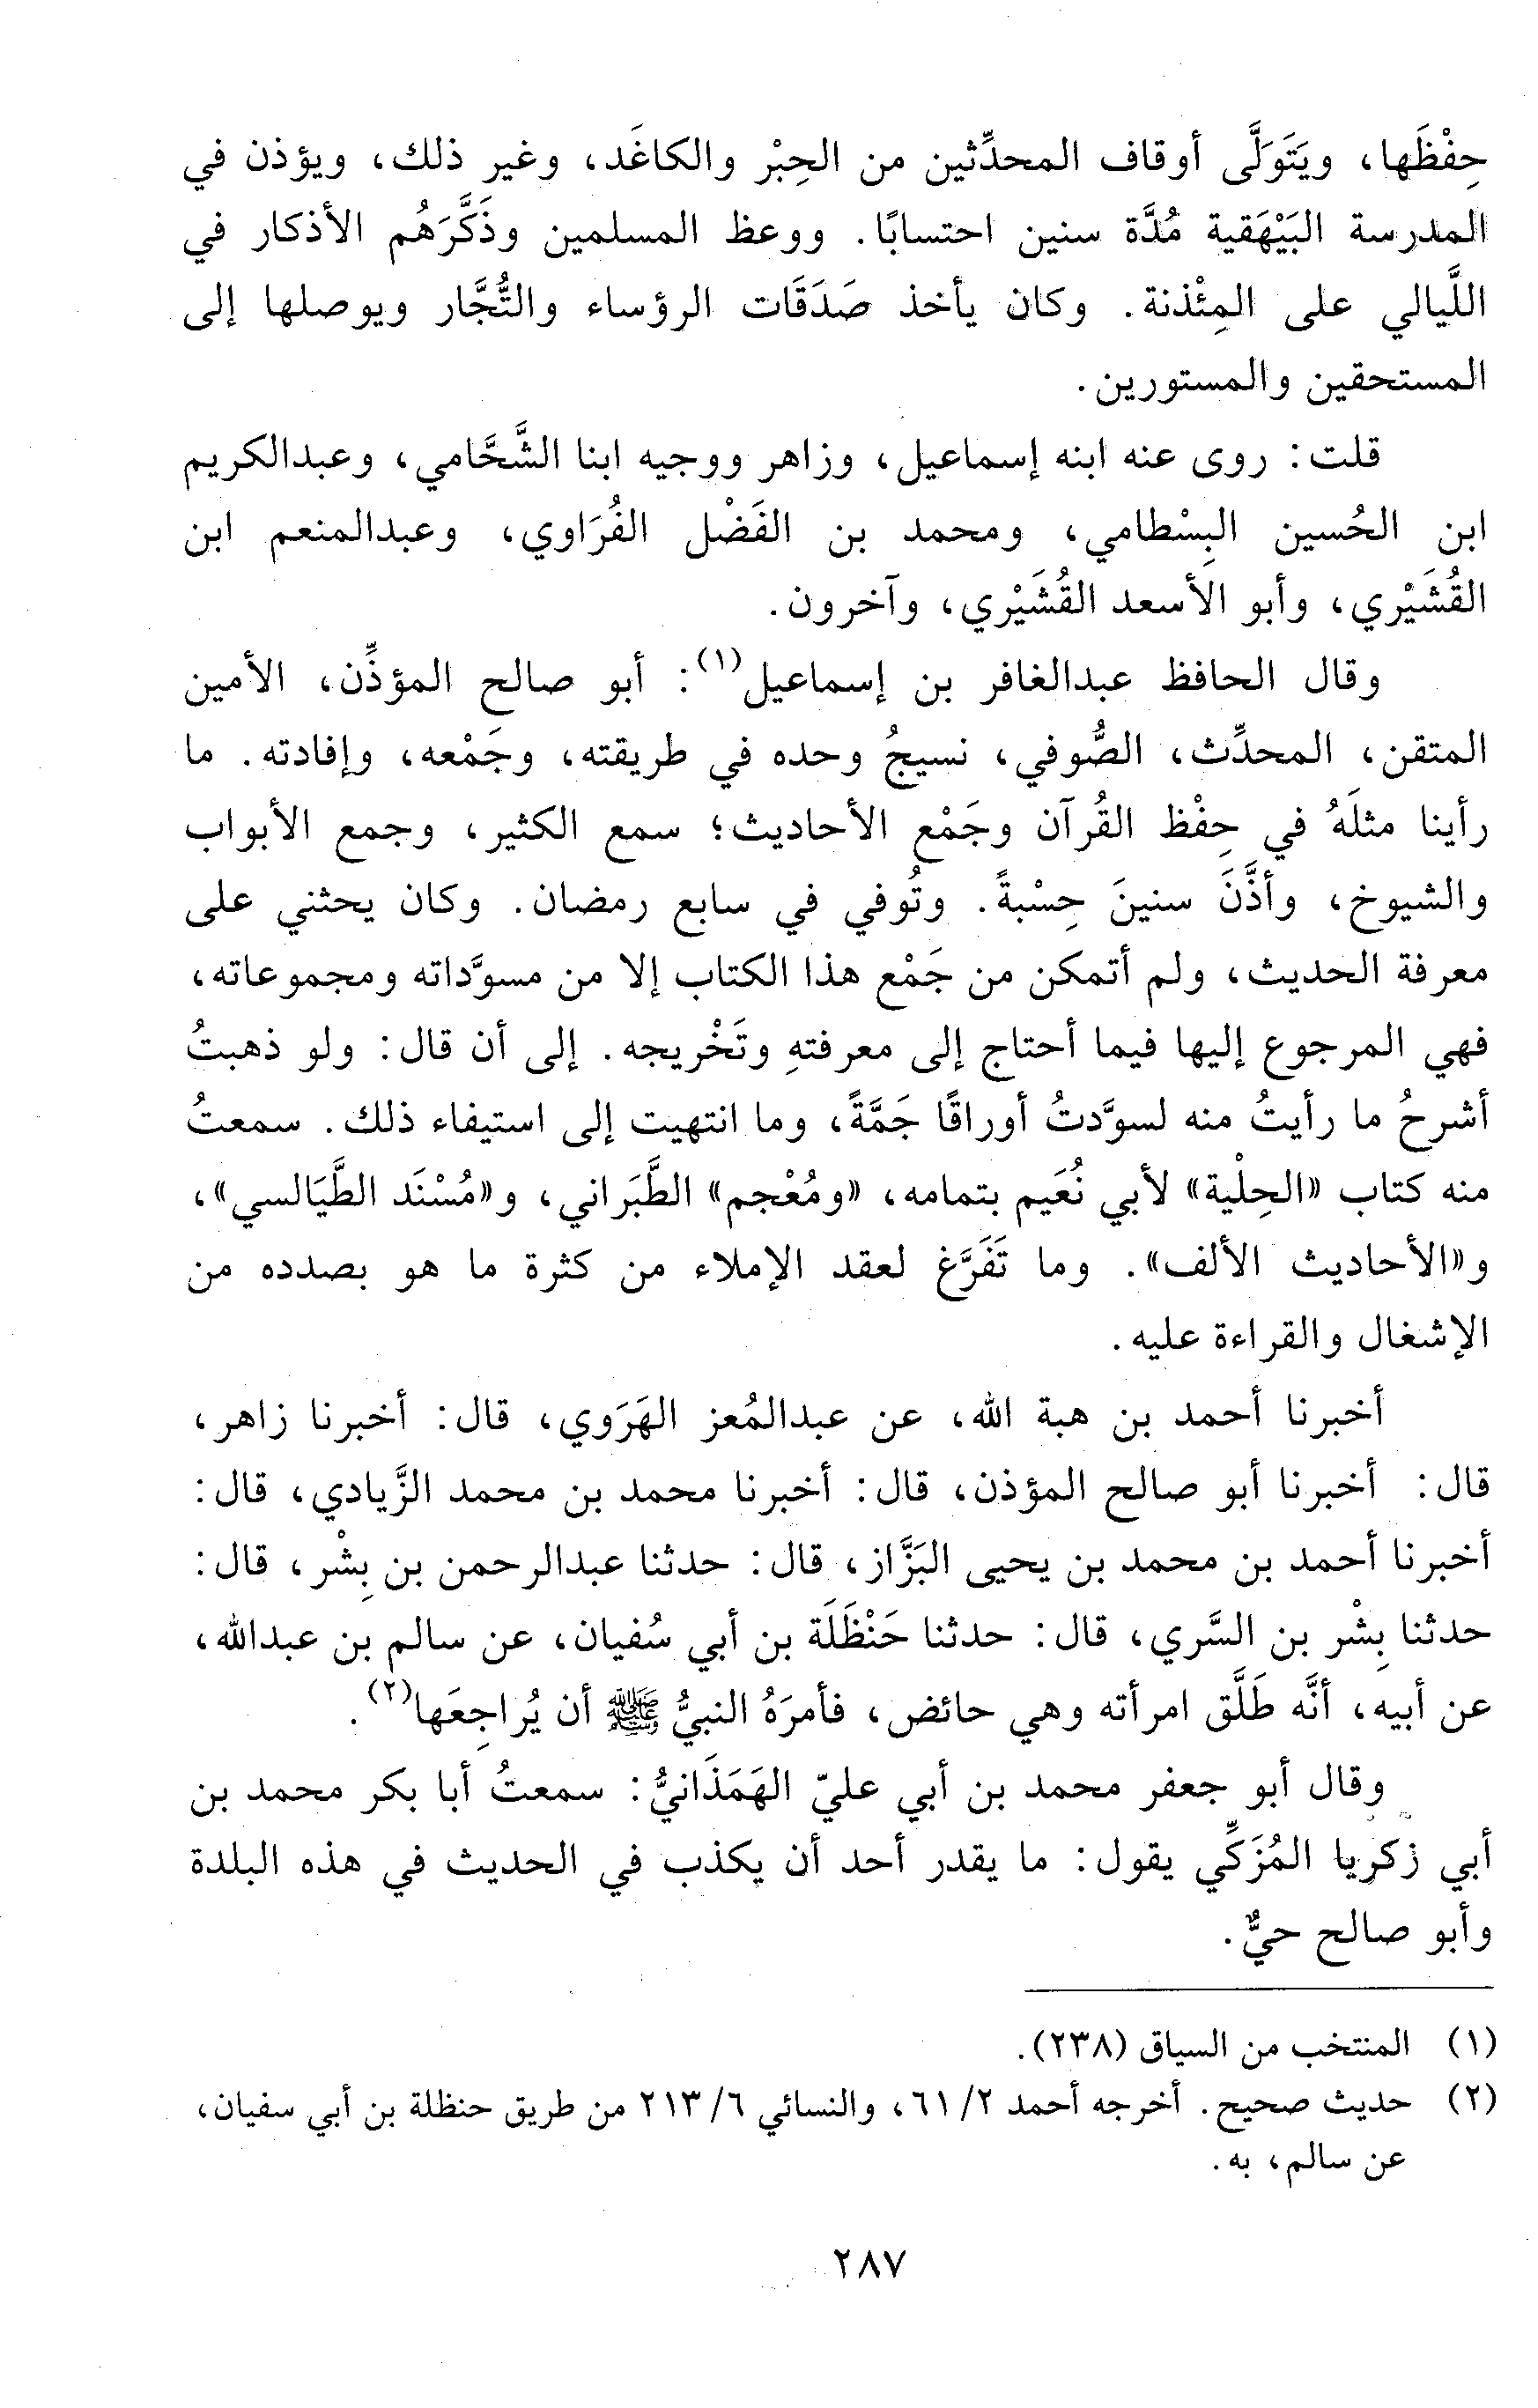 حِفْظَها، ويَتَوَلَّى أوقاف المحدِّثين من الحِبْر والكاغَد، وغير ذلك، ويؤذن في
المدرسة البَيْهَقية مُدَّة سنين احتسابًا. ووعظ المسلمين وذَكَّرَهُم الأذكار في
اللَّيالي على المِئْذنة. وكان يأخذ صَدَقَات الرؤساء والتُّجَّار ويوصلها إلى
المستحقين والمستورين.
قلت: روى عنه ابنه إسماعيل، وزاهر ووجيه ابنا الشَّحَّامي، وعبدالكريم
ابن الحُسين البِسْطامي، ومحمد بن الفَضْل الفُرَاوي، وعبدالمنعم ابن
القُشَيْري، وأبو الأسعد القُشَيْري، وآخرون.
وقال الحافظ عبدالغافر بن إسماعيل(١): أبو صالح المؤذِّن، الأمين
المتقن، المحدِّث، الصُّوفي، نسيجُ وحده في طريقته، وجَمْعه، وإفادته. ما
رأينا مثلَهُ في حِفْظ القُرآن وجَمْع الأحاديث؛ سمع الكثير، وجمع الأبواب
والشيوخ، وأذَّنَ سنينَ حِسْبةً. وتُوفي في سابع رمضان. وكان يحثني على
معرفة الحديث، ولم أتمكن من جَمْع هذا الكتاب إلا من مسوَّداته ومجموعاته،
فهي المرجوع إليها فيما أحتاج إلى معرفتهِ وتَخْريجه. إلى أن قال: ولو ذهبتُ
أشرحُ ما رأيتُ منه لسوَّدتُ أوراقًا جَمَّةً، وما انتهيت إلى استيفاء ذلك. سمعتُ
منه كتاب «الحِلْية» لأبي نُعَيم بتمامه، «ومُعْجم» الطَّبَراني، و«مُسْنَد الطَّيَالسي»،
و«الأحاديث الألف». وما تَفَرَّغ لعقد الإملاء من كثرة ما هو بصدده من
الإشغال والقراءة عليه.
أخبرنا أحمد بن هبة الله، عن عبدالمُعز الهَرَوي، قال: أخبرنا زاهر،
قال: أخبرنا أبو صالح المؤذن، قال: أخبرنا محمد بن محمد الزَّيادي، قال:
أخبرنا أحمد بن محمد بن يحيى البَزَّاز، قال: حدثنا عبدالرحمن بن بِشْر، قال:
حدثنا بِشْر بن السَّري، قال: حدثنا حَنْظَلَة بن أبي سُفيان، عن سالم بن عبدالله،
عن أبيه، أنَّه طَلَّق امرأته وهي حائض، فأمرَهُ النبيُّ ﷺ أن يُراجِعَها(٢).
وقال أبو جعفر محمد بن أبي عليّ الهَمَذَانيُّ: سمعتُ أبا بكر محمد بن
أبي زكريا المُزَكِّي يقول: ما يقدر أحد أن يكذب في الحديث في هذه البلدة
وأبو صالح حيٌّ.
(١) المنتخب من السياق (٢٣٨).
(٢) حديث صحيح. أخرجه أحمد ٢/ ٦١، والنسائي ٦/ ٢١٣ من طريق حنظلة بن أبي سفيان،
عن سالم، به.
٢٨٧